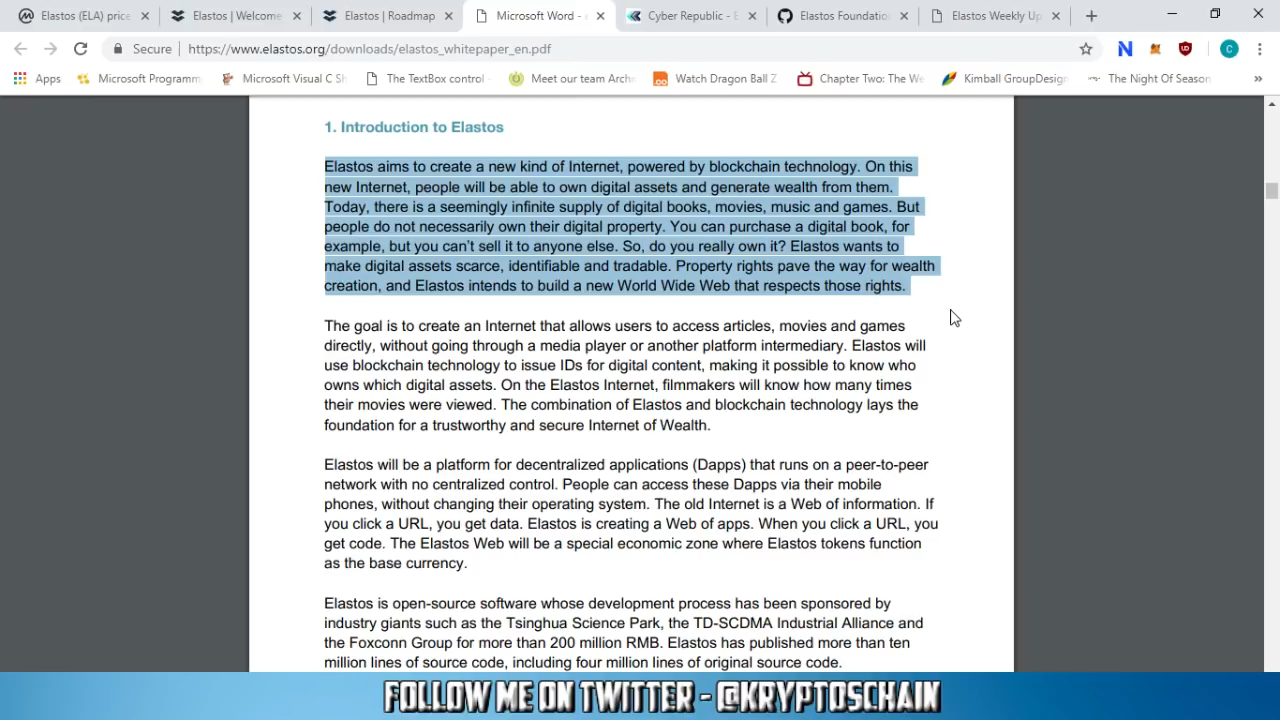 Elastos (ELA) price
Elastos | Welcome
Elastos | Roadmap
Microsoft Word - e
Cyber Republic - E
Elastos Foundation
Elastos Weekly Up
Secure
https://www.elastos.org/downloads/elastos_whitepaper_en.pdf
Apps
Microsoft Programm
Microsoft Visual C Sh
The TextBox control -
Meet our team Arch
Watch Dragon Ball Z
Chapter Two: The We
Kimball GroupDesign
The Night Of Season
1. Introduction to Elastos
Elastos aims to create a new kind of Internet, powered by blockchain technology. On this
new Internet, people will be able to own digital assets and generate wealth from them.
Today, there is a seemingly infinite supply of digital books, movies, music and games. But
people do not necessarily own their digital property. You can purchase a digital book, for
example, but you can't sell it to anyone else. So, do you really own it? Elastos wants to
make digital assets scarce, identifiable and tradable. Property rights pave the way for wealth
creation, and Elastos intends to build a new World Wide Web that respects those rights.
The goal is to create an Internet that allows users to access articles, movies and games
directly, without going through a media player or another platform intermediary. Elastos will
use blockchain technology to issue IDs for digital content, making it possible to know who
owns which digital assets. On the Elastos Internet, filmmakers will know how many times
their movies were viewed. The combination of Elastos and blockchain technology lays the
foundation for a trustworthy and secure Internet of Wealth.
Elastos will be a platform for decentralized applications (Dapps) that runs on a peer-to-peer
network with no centralized control. People can access these Dapps via their mobile
phones, without changing their operating system. The old Internet is a Web of information. If
you click a URL, you get data. Elastos is creating a Web of apps. When you click a URL, you
get code. The Elastos Web will be a special economic zone where Elastos tokens function
as the base currency.
Elastos is open-source software whose development process has been sponsored by
industry giants such as the Tsinghua Science Park, the TD-SCDMA Industrial Alliance and
the Foxconn Group for more than 200 million RMB. Elastos has published more than ten
million lines of source code, including four million lines of original source code.
FOLLOW ME ON TWITTER - @KRYPTOSCHAIN